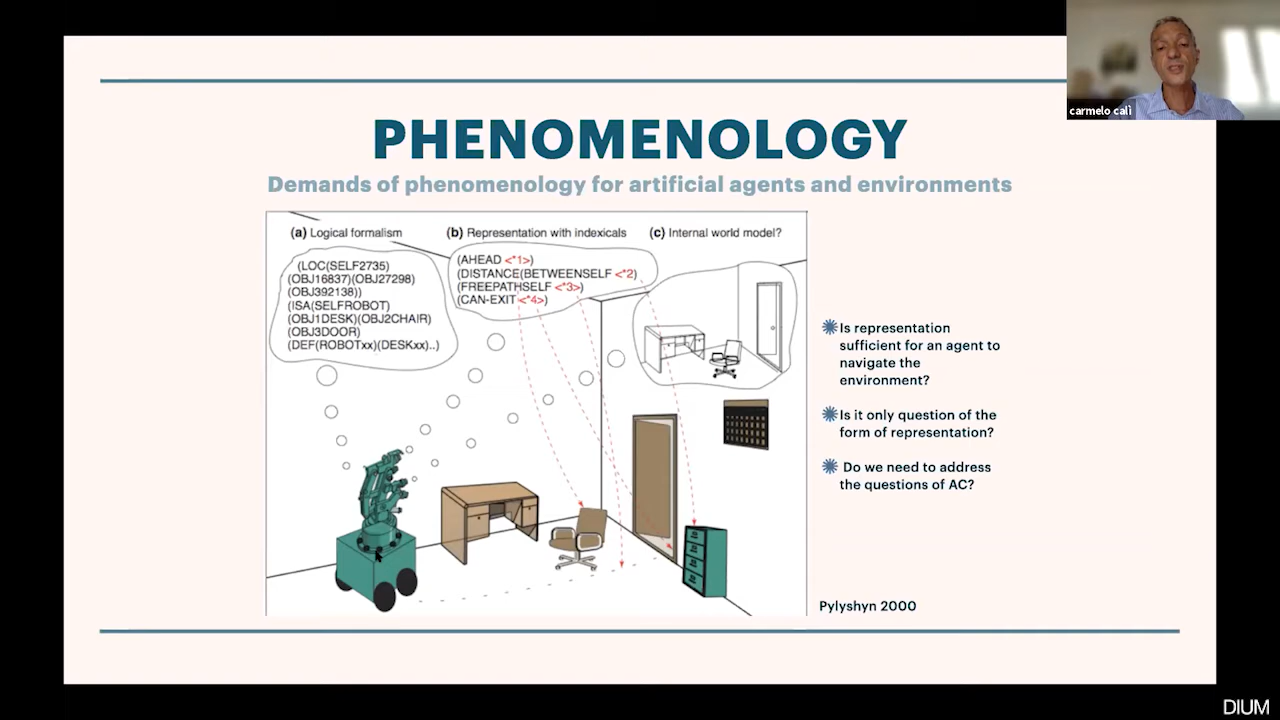 carmelo calì
PHENOMENOLOGY
Demands of phenomenology for artificial agents and environments
(a) Logical formalism
(LOC(SELF2735)
(OBJ16837)(OBJ27298)
(OBJ392138))
(ISA(SELFROBOT)
(OBJ1DESK)(OBJ2CHAIR)
(OBJ3DOOR)
(DEF(ROBOTxx)(DESKxx)..)
(b) Representation with indexicals
(AHEAD <*1>)
(DISTANCE(BETWEENSELF <*2)
(FREEPATHSELF <*3>)
(CAN-EXIT <*4>)
(c) Internal world model?
Is representation
sufficient for an agent to
navigate the
environment?
Is it only question of the
form of representation?
Do we need to address
the questions of AC?
Pylyshyn 2000
DIUM